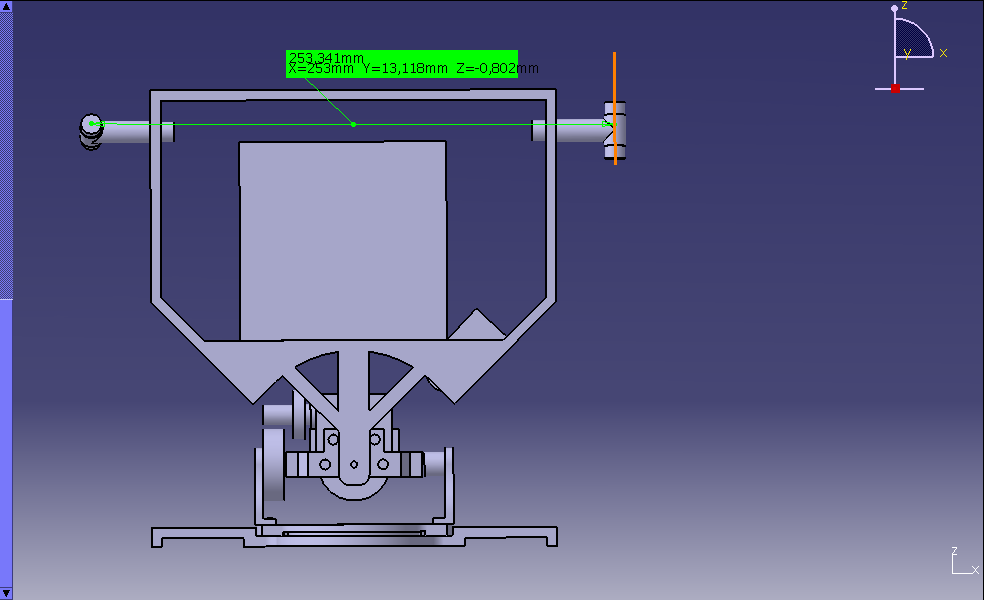 253,341mm
X=253mm Y=13,118mm Z=-0,802mm
z
y x
z
x